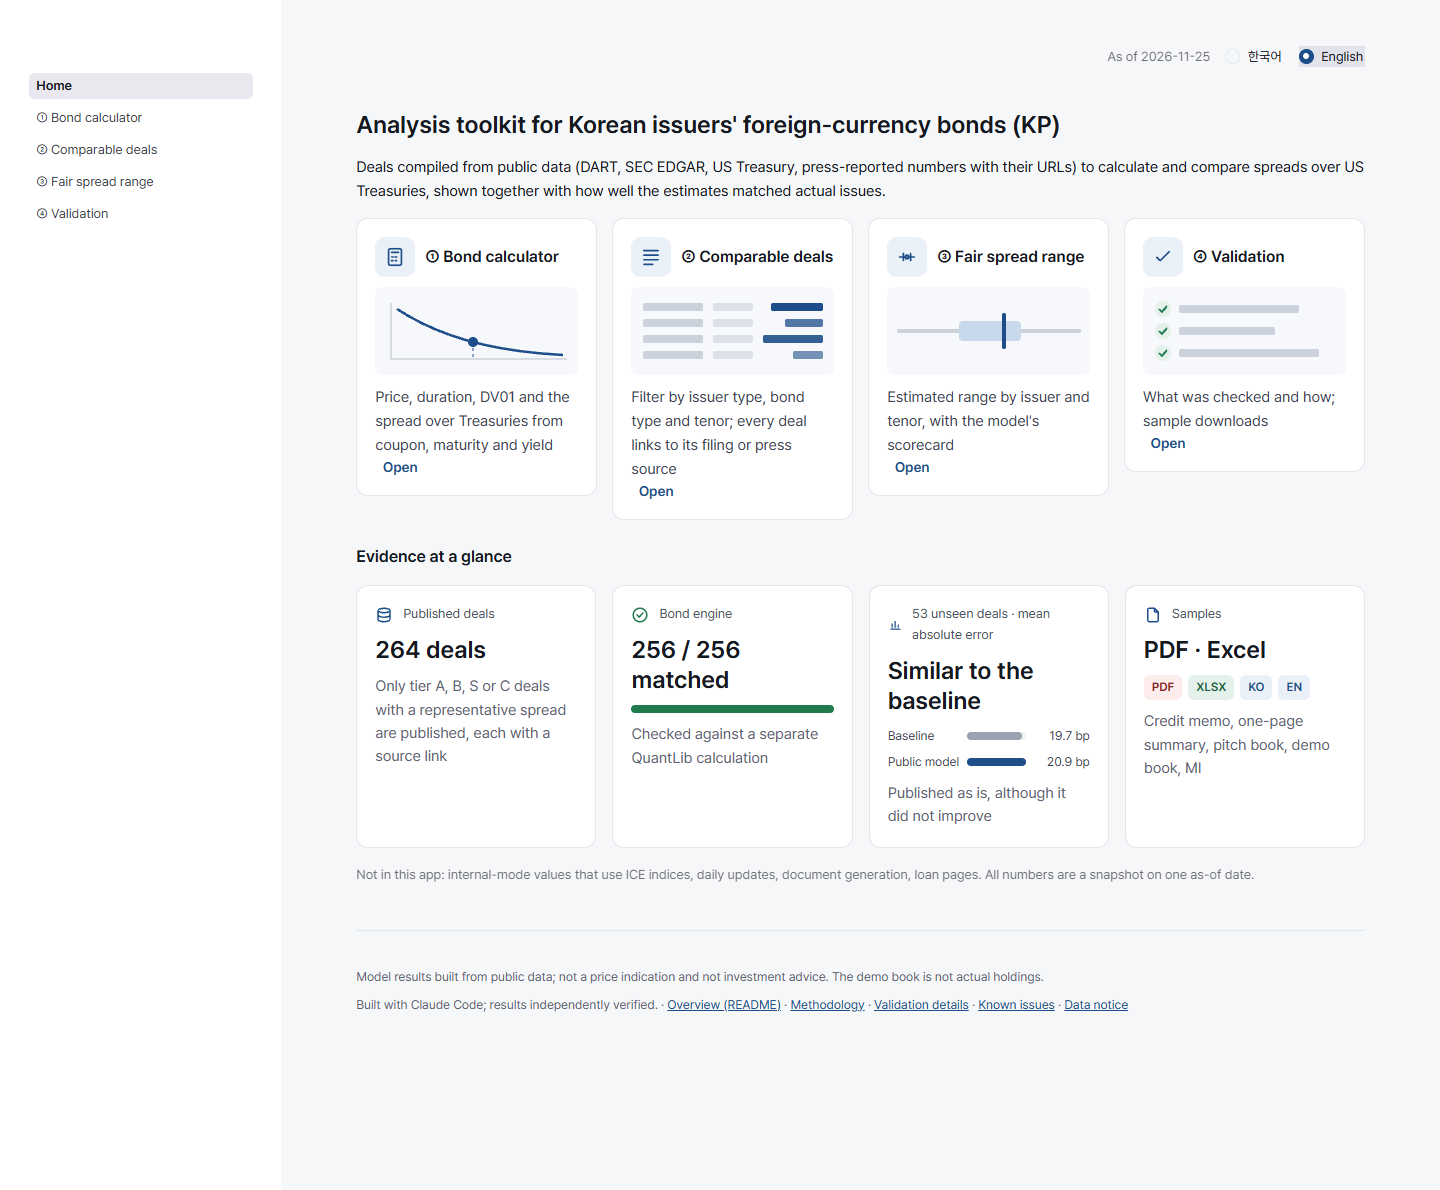 As of 2026-11-25 한국어 English
Home
① Bond calculator
② Comparable deals
③ Fair spread range
④ Validation
Analysis toolkit for Korean issuers' foreign-currency bonds (KP)
Deals compiled from public data (DART, SEC EDGAR, US Treasury, press-reported numbers with their URLs) to calculate and compare spreads over US
Treasuries, shown together with how well the estimates matched actual issues.
① Bond calculator
Price, duration, DV01 and the
spread over Treasuries from
coupon, maturity and yield
Open
② Comparable deals
Filter by issuer type, bond
type and tenor; every deal
links to its filing or press
source
Open
③ Fair spread range
Estimated range by issuer and
tenor, with the model's
scorecard
Open
④ Validation
What was checked and how;
sample downloads
Open
Evidence at a glance
Published deals
264 deals
Only tier A, B, S or C deals
with a representative spread
are published, each with a
source link
Bond engine
256 / 256
matched
Checked against a separate
QuantLib calculation
53 unseen deals · mean
absolute error
Similar to the
baseline
Baseline 19.7 bp
Public model 20.9 bp
Published as is, although it
did not improve
Samples
PDF · Excel
PDF XLSX KO EN
Credit memo, one-page
summary, pitch book, demo
book, MI
Not in this app: internal-mode values that use ICE indices, daily updates, document generation, loan pages. All numbers are a snapshot on one as-of date.
Model results built from public data; not a price indication and not investment advice. The demo book is not actual holdings.
Built with Claude Code; results independently verified. · Overview (README) · Methodology · Validation details · Known issues · Data notice